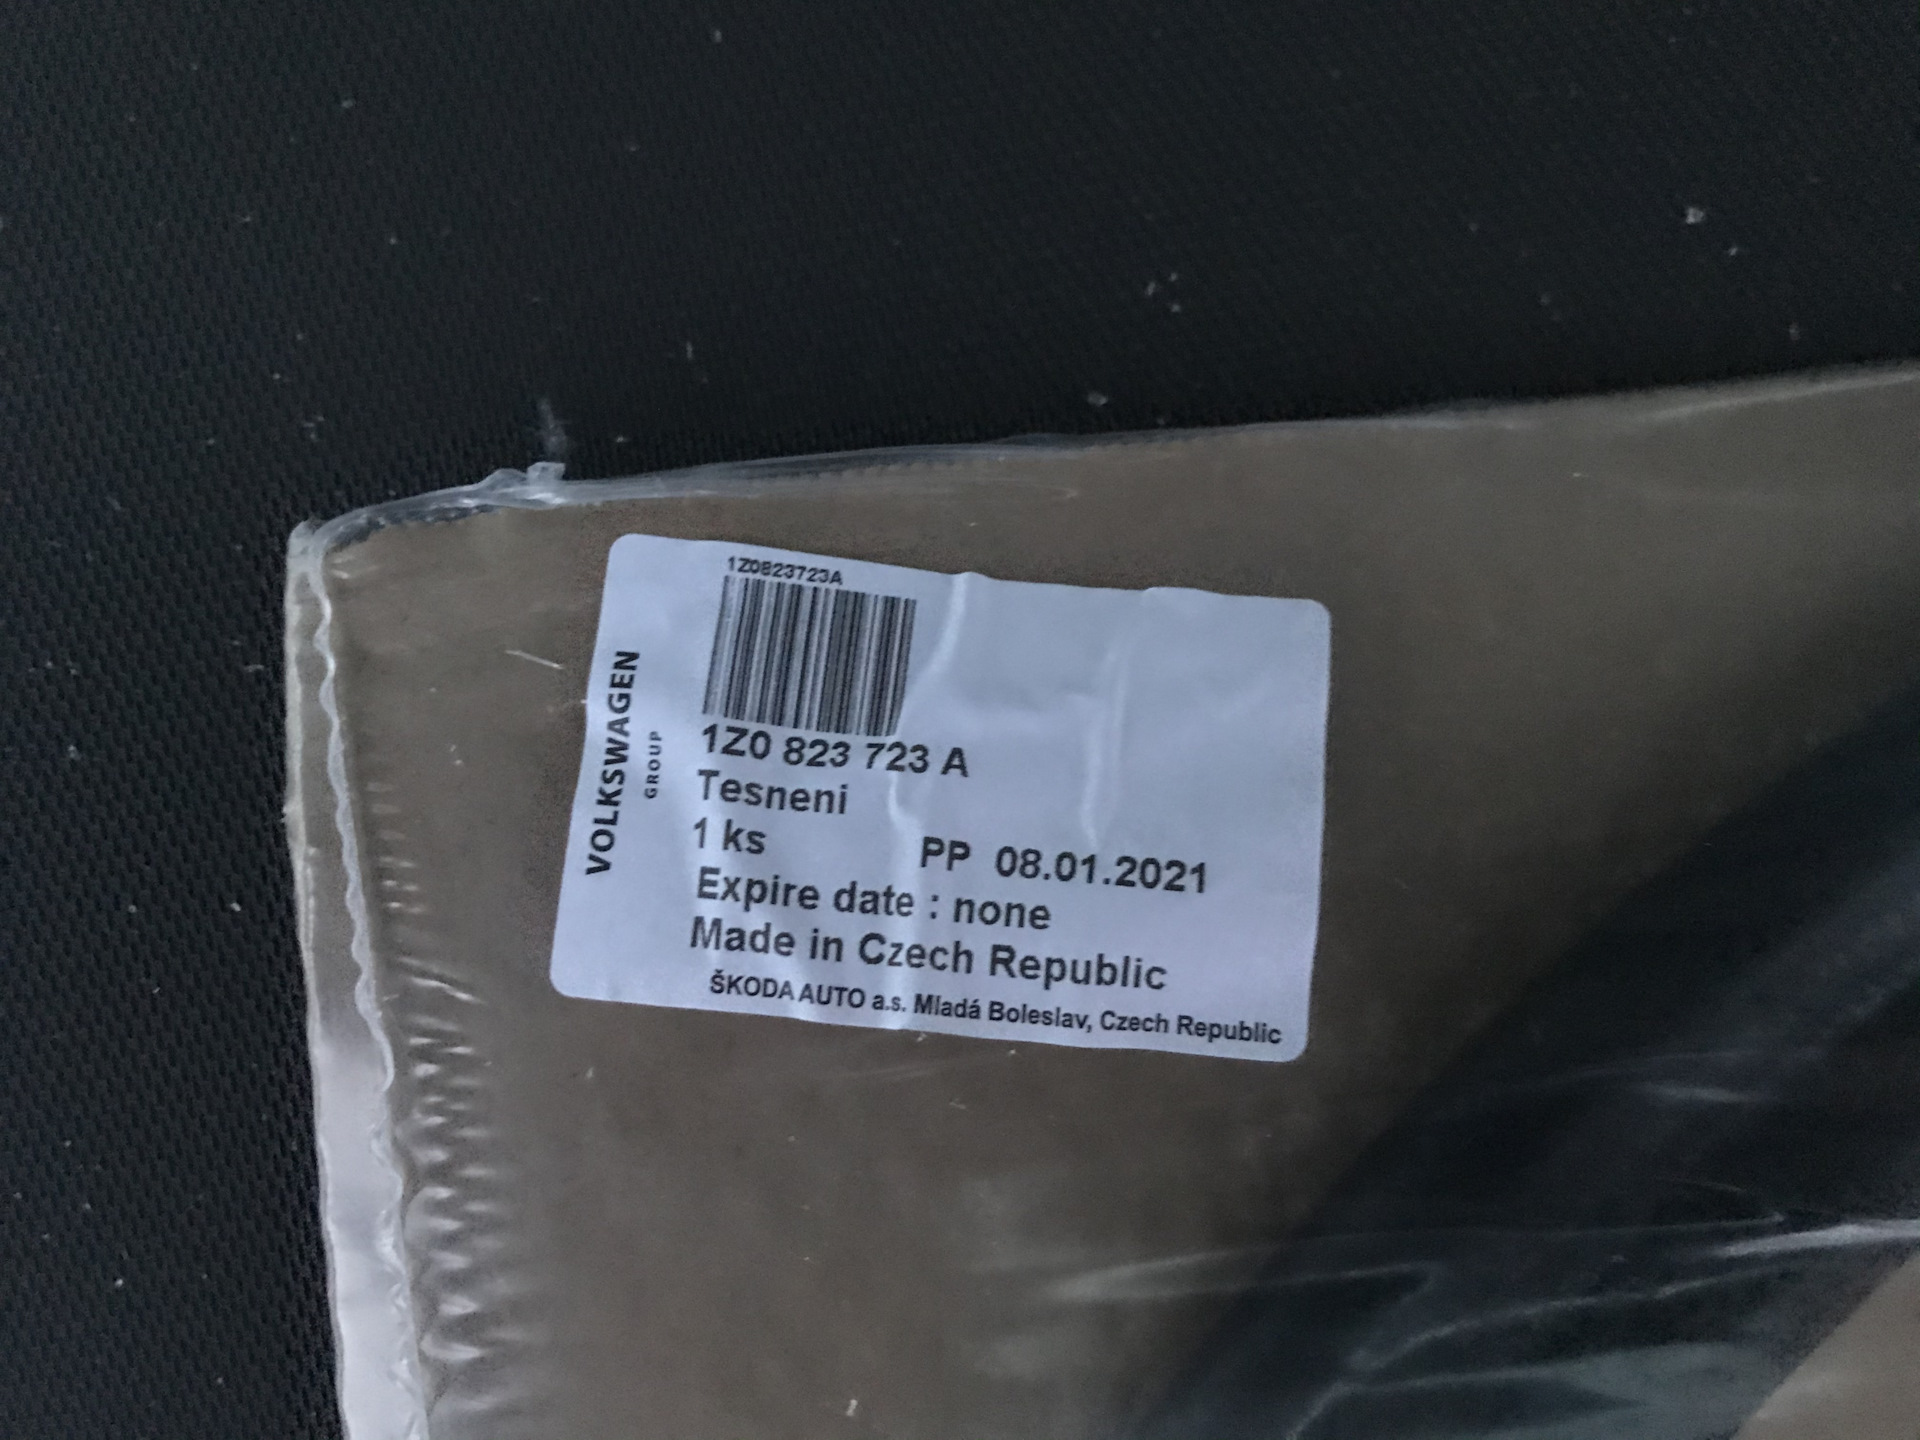 1Z0823723A
VOLKSWAGEN
GROUP
1Z0 823 723 A
Tesneni
1 ks PP 08.01.2021
Expire date : none
Made in Czech Republic
ŠKODA AUTO a.s. Mladá Boleslav, Czech Republic